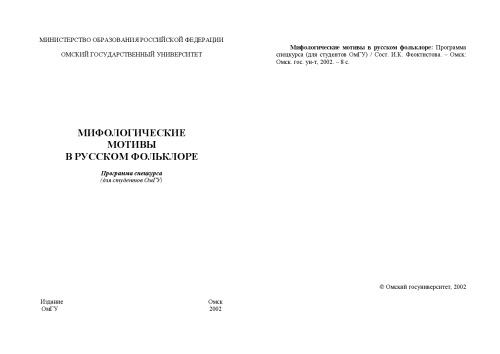 МИНИСТЕРСТВО ОБРАЗОВАНИЯ РОССИЙСКОЙ ФЕДЕРАЦИИ
ОМСКИЙ ГОСУДАРСТВЕННЫЙ УНИВЕРСИТЕТ
МИФОЛОГИЧЕСКИЕ
МОТИВЫ
В РУССКОМ ФОЛЬКЛОРЕ
Программа спецкурса
(для студентов ОмГУ)
Издание
ОмГУ
Омск
2002
Мифологические мотивы в русском фольклоре: Программа
спецкурса (для студентов ОмГУ) / Сост. И.К. Феоктистова. – Омск:
Омск. гос. ун-т, 2002. – 8 с.
© Омский госуниверситет, 2002